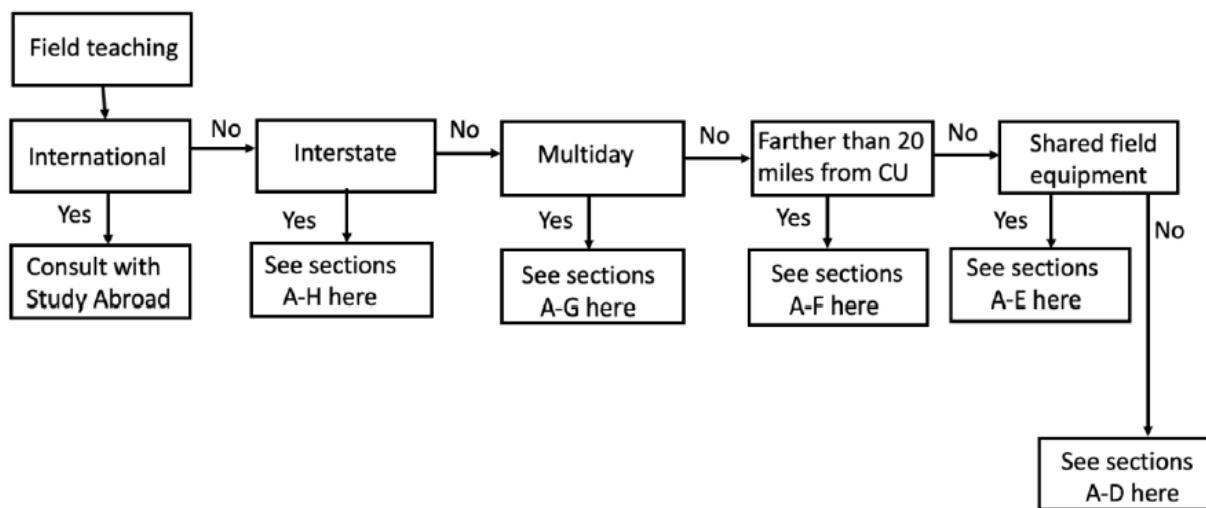 Field teaching
International
No
Interstate
No
Multiday
No
Farther than 20
miles from CU
No
Shared field
equipment
Yes
Yes
Yes
Yes
Yes
No
Consult with
Study Abroad
See sections
A-H here
See sections
A-G here
See sections
A-F here
See sections
A-E here
See sections
A-D here